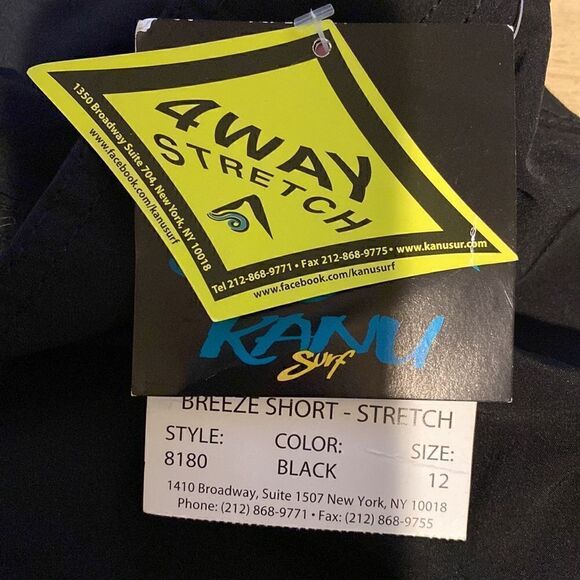 4WAY
STRETCH
1350 Broadway Suite 704, New York, NY 10018
www.facebook.com/kanusurf
Tel 212-868-9771 • Fax 212-868-9775 • www.kanusur.com
www.facebook.com/kanusurf
KANU
Surf
BREEZE SHORT - STRETCH
STYLE: COLOR: SIZE:
8180 BLACK 12
1410 Broadway, Suite 1507 New York, NY 10018
Phone: (212) 868-9771 • Fax: (212) 868-9755